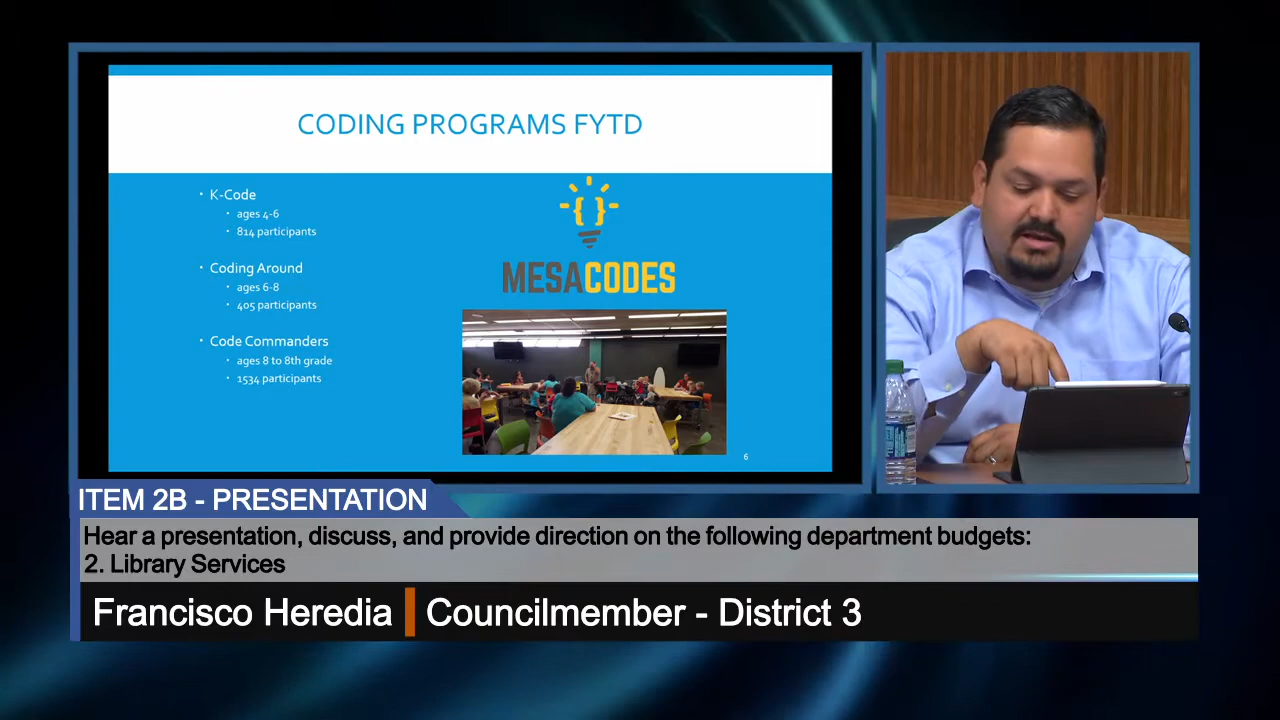 CODING PROGRAMS FYTD
• K-Code
• ages 4-6
• 814 participants
• Coding Around
• ages 6-8
• 405 participants
• Code Commanders
• ages 8 to 8th grade
• 1534 participants
{ }
MESACODES
6
ITEM 2B - PRESENTATION
Hear a presentation, discuss, and provide direction on the following department budgets:
2. Library Services
Francisco Heredia
Councilmember - District 3